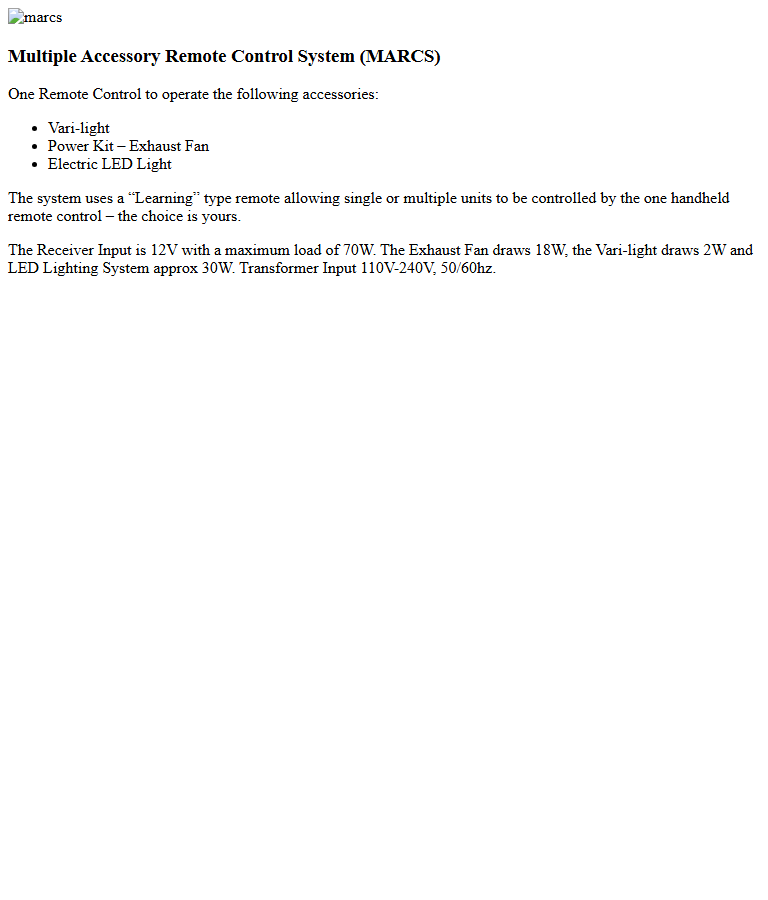 marcs
Multiple Accessory Remote Control System (MARCS)
One Remote Control to operate the following accessories:
• Vari-light
• Power Kit – Exhaust Fan
• Electric LED Light
The system uses a “Learning” type remote allowing single or multiple units to be controlled by the one handheld
remote control – the choice is yours.
The Receiver Input is 12V with a maximum load of 70W. The Exhaust Fan draws 18W, the Vari-light draws 2W and
LED Lighting System approx 30W. Transformer Input 110V-240V, 50/60hz.